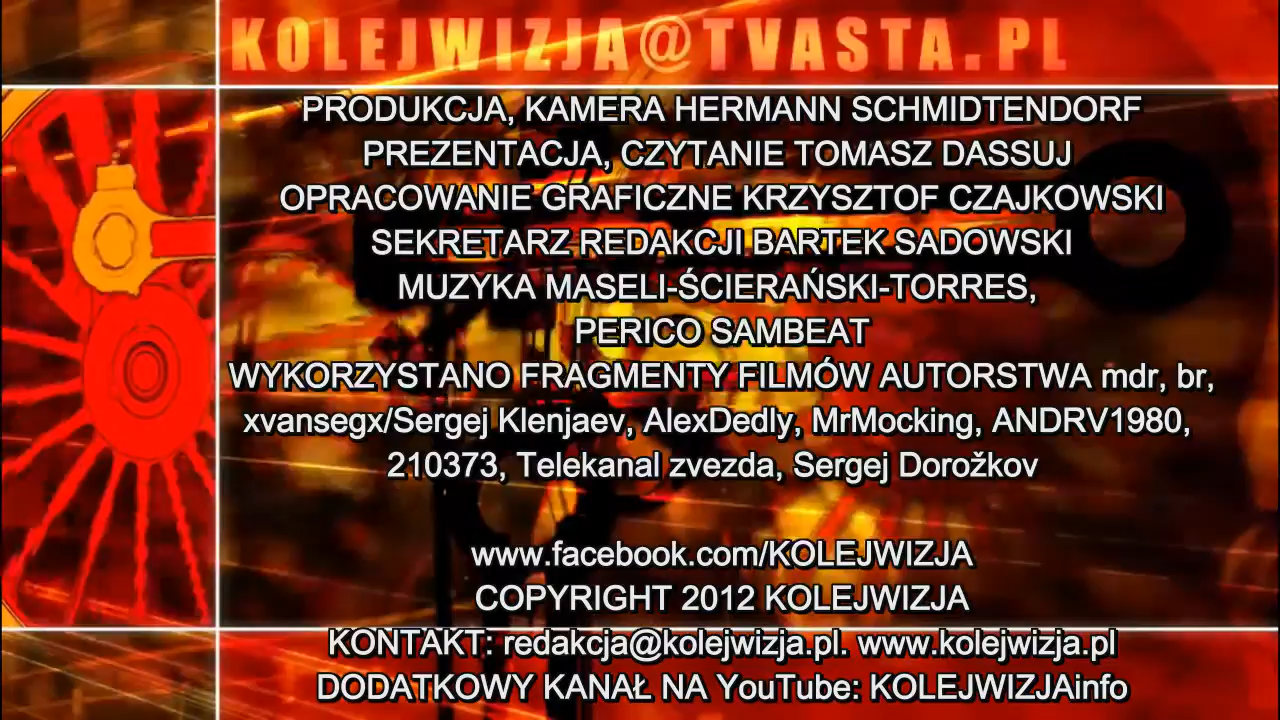 KOLEJWIZJA@TVASTA.PL
PRODUKCJA, KAMERA HERMANN SCHMIDTENDORF
PREZENTACJA, CZYTANIE TOMASZ DASSUJ
OPRACOWANIE GRAFICZNE KRZYSZTOF CZAJKOWSKI
SEKRETARZ REDAKCJI BARTEK SADOWSKI
MUZYKA MASELI-ŚCIERAŃSKI-TORRES,
PERICO SAMBEAT
WYKORZYSTANO FRAGMENTY FILMÓW AUTORSTWA mdr, br,
xvansegx/Sergej Klenjaev, AlexDedly, MrMocking, ANDRV1980,
210373, Telekanal zvezda, Sergej Dorožkov
www.facebook.com/KOLEJWIZJA
COPYRIGHT 2012 KOLEJWIZJA
KONTAKT: redakcja@kolejwizja.pl. www.kolejwizja.pl
DODATKOWY KANAŁ NA YouTube: KOLEJWIZJAinfo